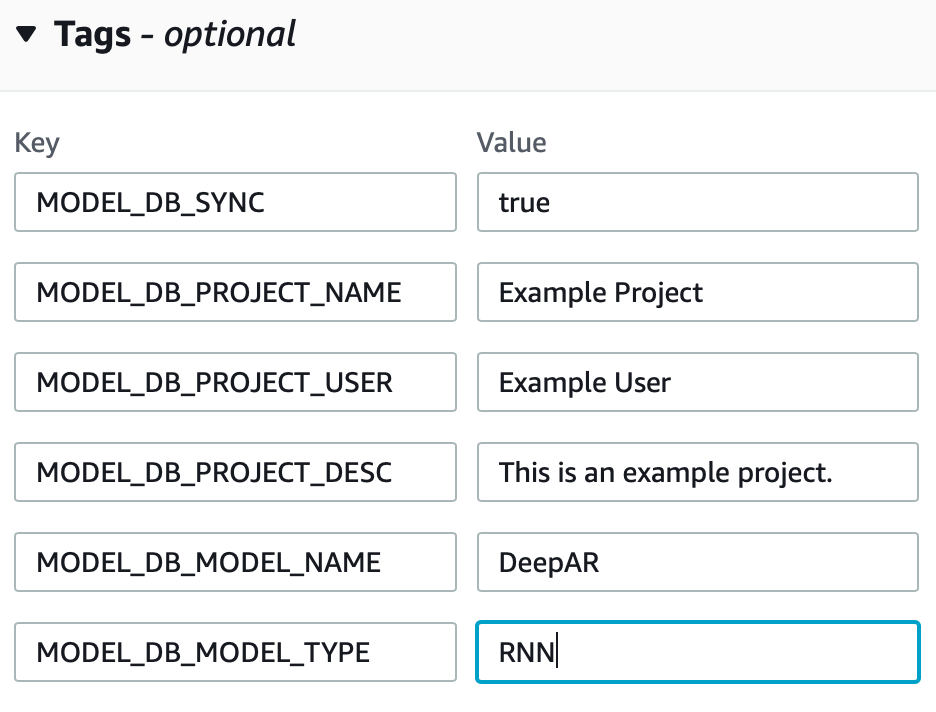 Tags - optional
Key Value
MODEL_DB_SYNC true
MODEL_DB_PROJECT_NAME Example Project
MODEL_DB_PROJECT_USER Example User
MODEL_DB_PROJECT_DESC This is an example project.
MODEL_DB_MODEL_NAME DeepAR
MODEL_DB_MODEL_TYPE RNN